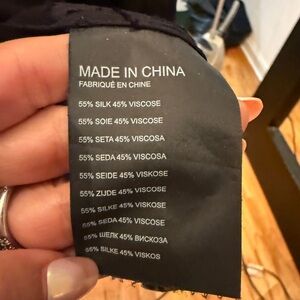 MADE IN CHINA
FABRIQUÉ EN CHINE
55% SILK 45% VISCOSE
55% SOIE 45% VISCOSE
55% SETA 45% VISCOSA
55% SEDA 45% VISCOSA
55% SEIDE 45% VISKOSE
55% ZIJDE 45% VISCOSE
55% SILKE 45% VISKOSE
55% SEDA 45% VISCOSE
55% ШЕЛК 45% ВИСКОЗА
55% SILKE 45% VISKOS